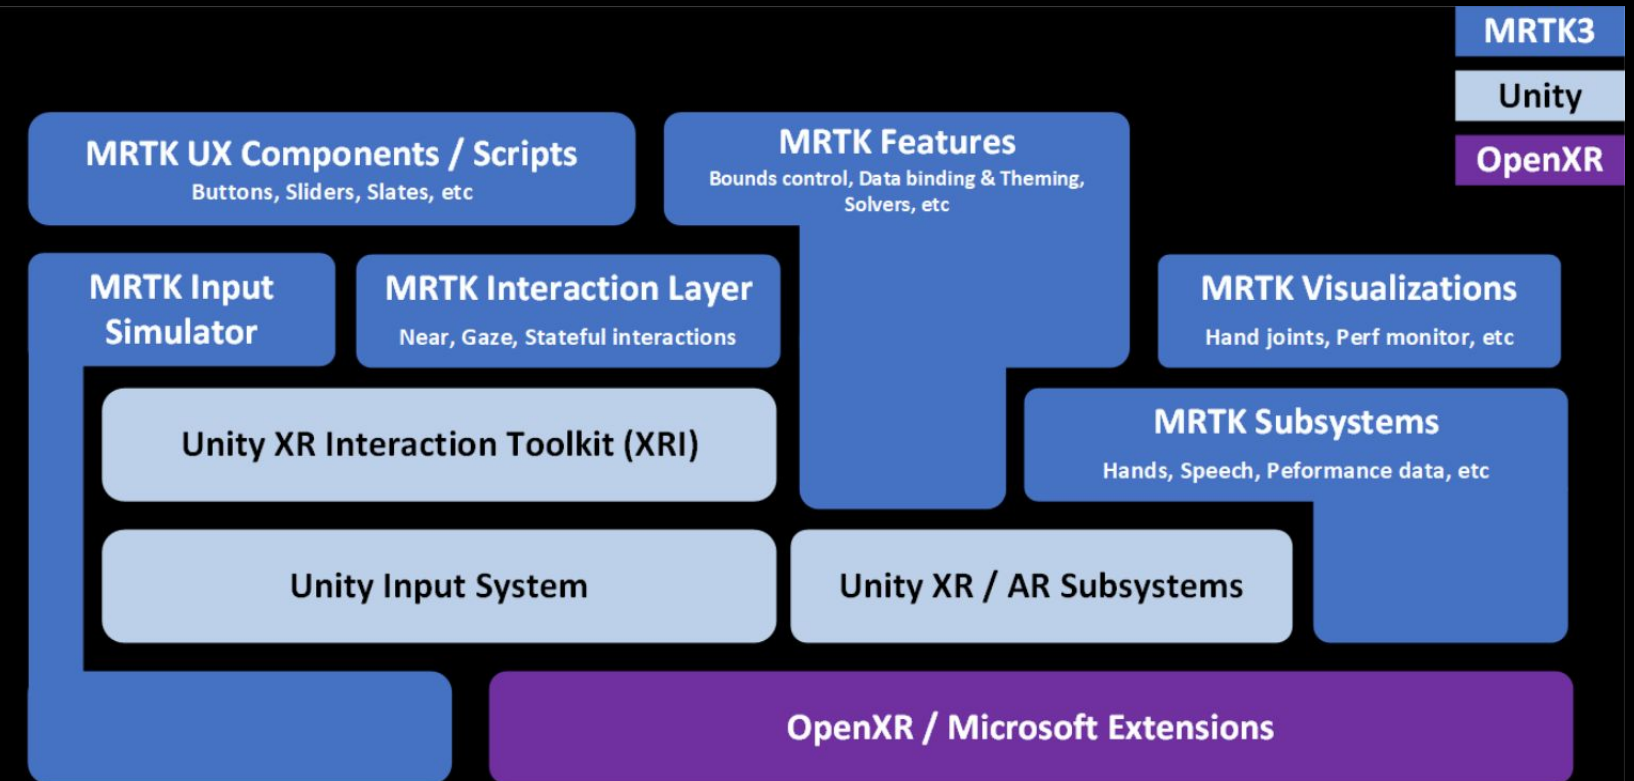 MRTK3
Unity
OpenXR
MRTK UX Components / Scripts
Buttons, Sliders, Slates, etc
MRTK Features
Bounds control, Data binding & Theming,
Solvers, etc
MRTK Input
Simulator
MRTK Interaction Layer
Near, Gaze, Stateful interactions
MRTK Visualizations
Hand joints, Perf monitor, etc
Unity XR Interaction Toolkit (XRI)
MRTK Subsystems
Hands, Speech, Peformance data, etc
Unity Input System
Unity XR / AR Subsystems
OpenXR / Microsoft Extensions